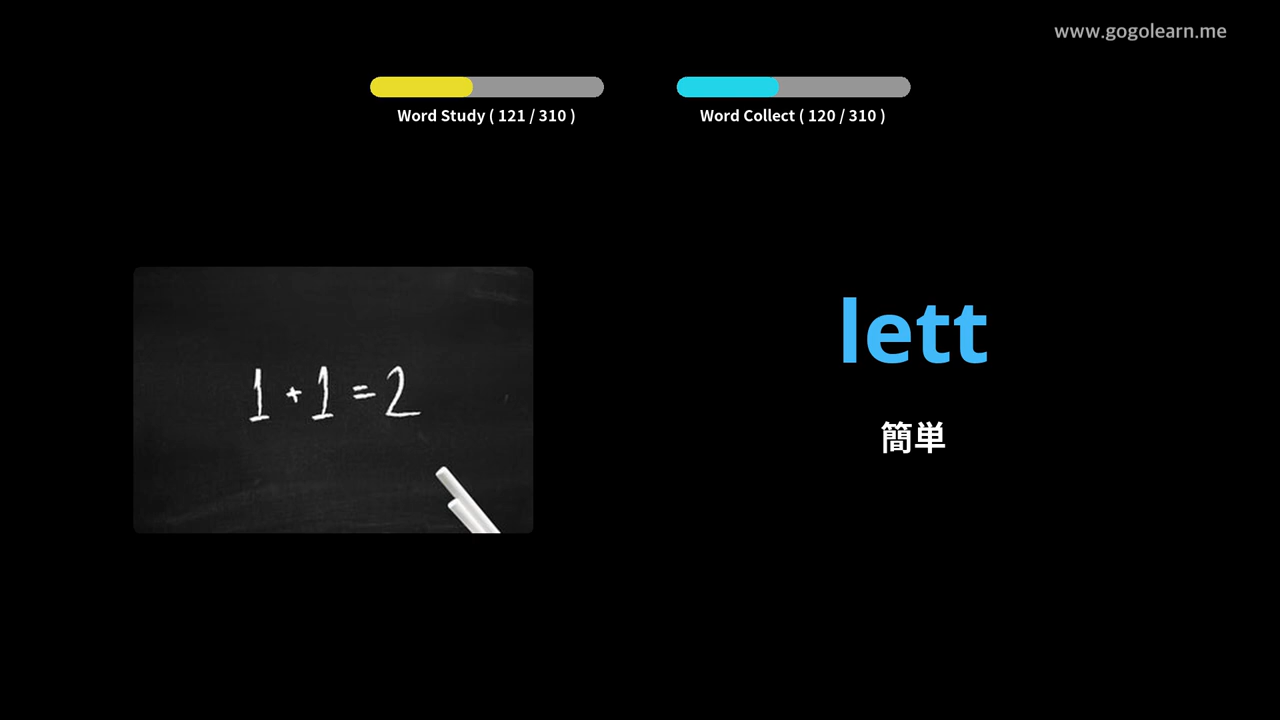 www.gogolearn.me
Word Study ( 121 / 310 )
Word Collect ( 120 / 310 )
1 + 1 = 2
lett
簡単